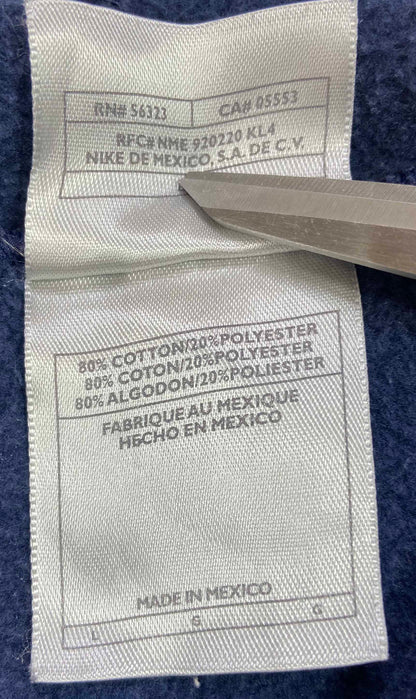 RN# 56323 CA# 05553
RFC# NME 920220 KL4
NIKE DE MEXICO, S.A. DE C.V.
80% COTTON/20%POLYESTER
80% COTON/20%POLYESTER
80% ALGODON/20%POLIESTER
FABRIQUE AU MEXIQUE
HECHO EN MEXICO
MADE IN MEXICO
L G G